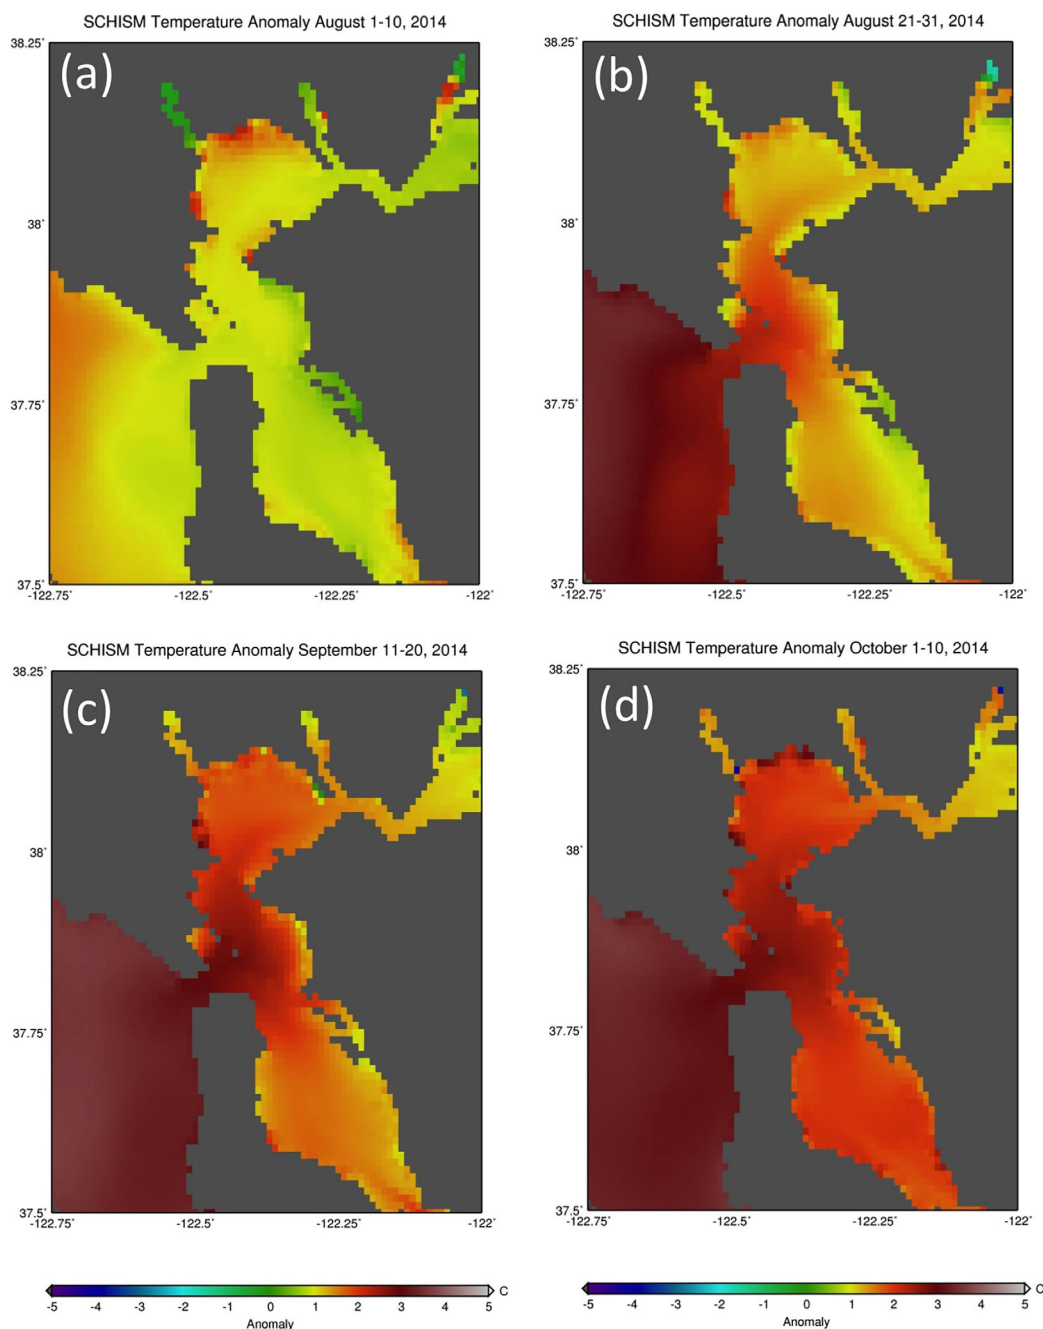 SCHISM Temperature Anomaly August 1-10, 2014
(a)
38.25°
38°
37.75°
37.5°
-122.75° -122.5° -122.25° -122°
SCHISM Temperature Anomaly August 21-31, 2014
(b)
38.25°
38°
37.75°
37.5°
-122.75° -122.5° -122.25° -122°
SCHISM Temperature Anomaly September 11-20, 2014
(c)
38.25°
38°
37.75°
37.5°
-122.75° -122.5° -122.25° -122°
-5 -4 -3 -2 -1 0 1 2 3 4 5 C
Anomaly
SCHISM Temperature Anomaly October 1-10, 2014
(d)
38.25°
38°
37.75°
37.5°
-122.75° -122.5° -122.25° -122°
-5 -4 -3 -2 -1 0 1 2 3 4 5 C
Anomaly